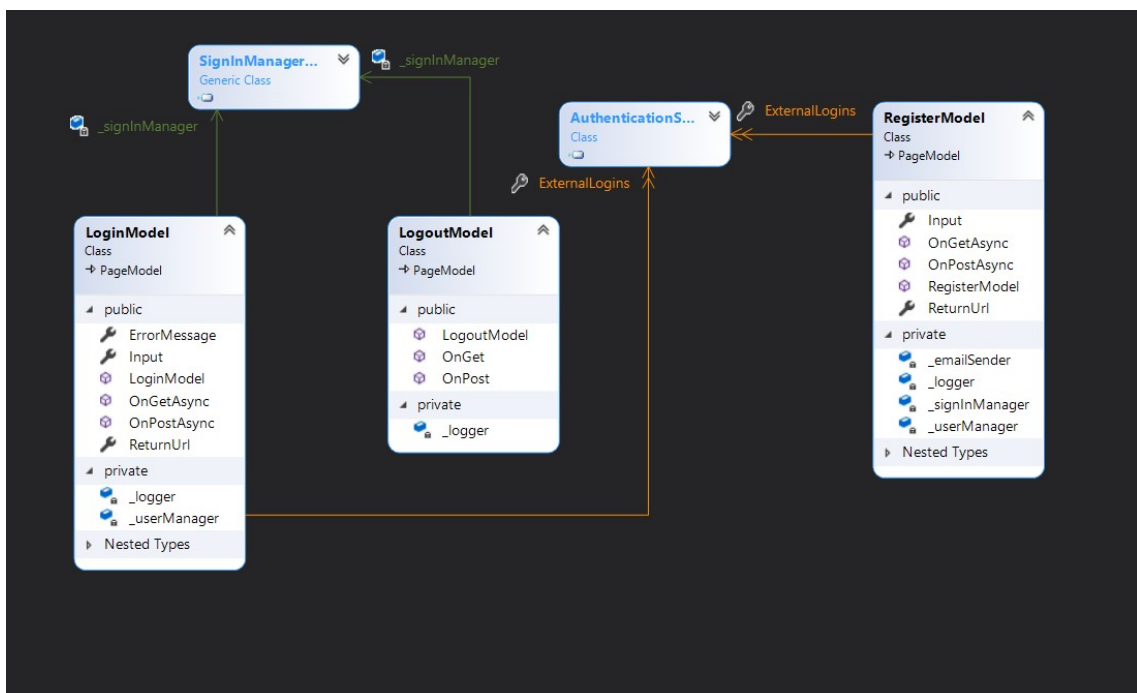 SignInManager...
Generic Class
_signInManager
_signInManager
AuthenticationS...
Class
ExternalLogins
ExternalLogins
LoginModel
Class
PageModel
public
ErrorMessage
Input
LoginModel
OnGetAsync
OnPostAsync
ReturnUrl
private
_logger
_userManager
Nested Types
LogoutModel
Class
PageModel
public
LogoutModel
OnGet
OnPost
private
_logger
RegisterModel
Class
PageModel
public
Input
OnGetAsync
OnPostAsync
RegisterModel
ReturnUrl
private
_emailSender
_logger
_signInManager
_userManager
Nested Types